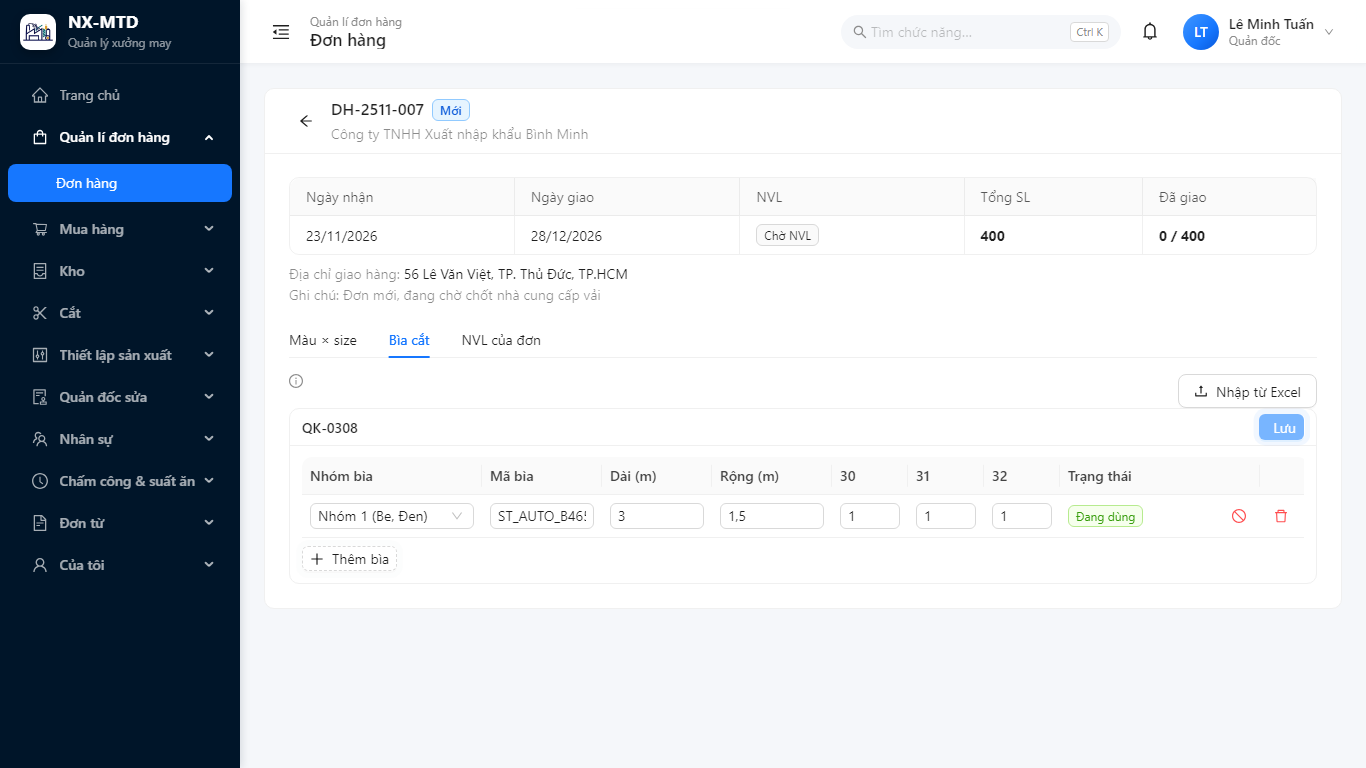 NX-MTD
Quản lý xưởng may
Trang chủ
Quản lí đơn hàng
Đơn hàng
Mua hàng
Kho
Cắt
Thiết lập sản xuất
Quản đốc sửa
Nhân sự
Chấm công & suất ăn
Đơn từ
Của tôi
Quản lí đơn hàng
Đơn hàng
Tìm chức năng... Ctrl K
LT
Lê Minh Tuấn
Quản đốc
DH-2511-007 Mới
Công ty TNHH Xuất nhập khẩu Bình Minh
Ngày nhận Ngày giao NVL Tổng SL Đã giao
23/11/2026 28/12/2026 Chờ NVL 400 0 / 400
Địa chỉ giao hàng: 56 Lê Văn Việt, TP. Thủ Đức, TP.HCM
Ghi chú: Đơn mới, đang chờ chốt nhà cung cấp vải
Màu × size Bìa cắt NVL của đơn
Nhập từ Excel
QK-0308 Lưu
Nhóm bìa Mã bìa Dài (m) Rộng (m) 30 31 32 Trạng thái
Nhóm 1 (Be, Đen) ST_AUTO_B465 3 1,5 1 1 1 Đang dùng
Thêm bìa